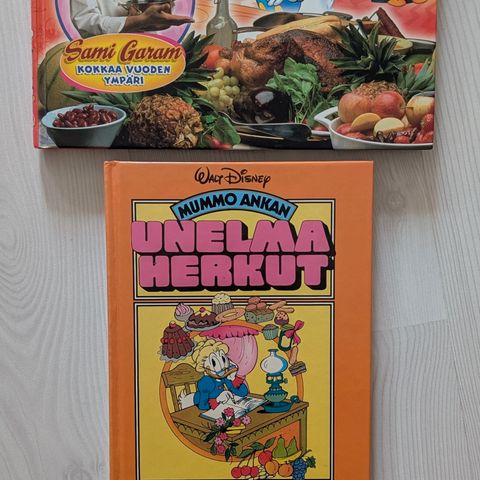 Sami Garam
KOKKAA VUODEN
YMPÄRI
WALT DISNEY
MUMMO ANKAN
UNELMA
HERKUT